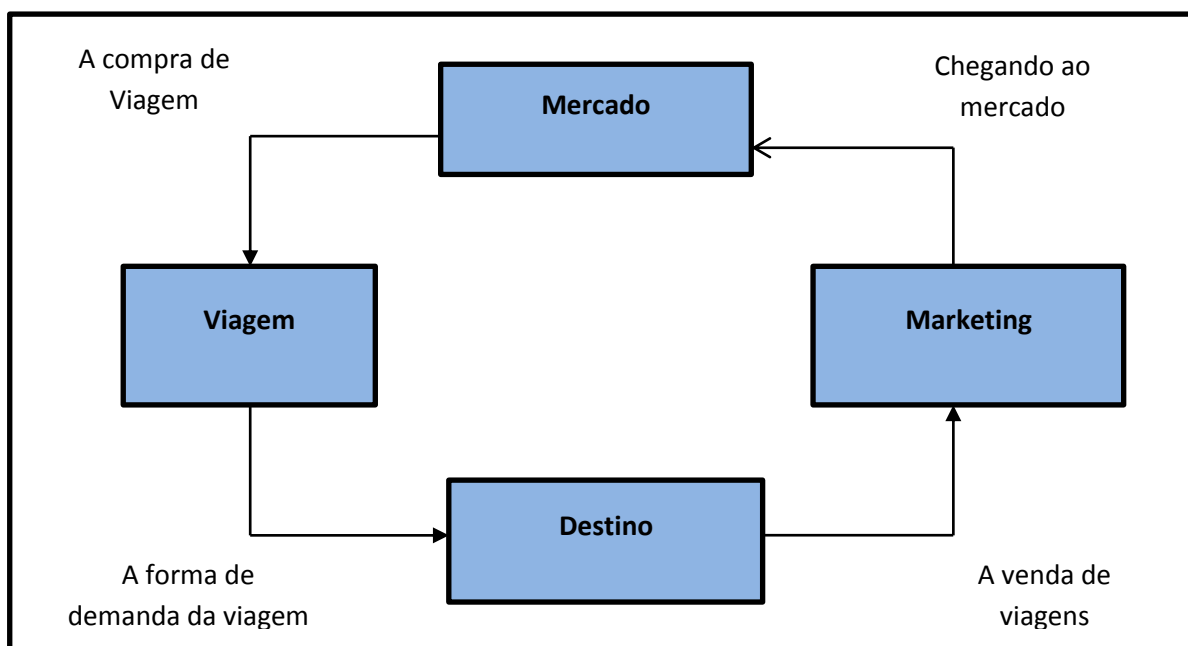 A compra de
Viagem
Mercado
Chegando ao
mercado
Viagem
Marketing
Destino
A forma de
demanda da viagem
A venda de
viagens